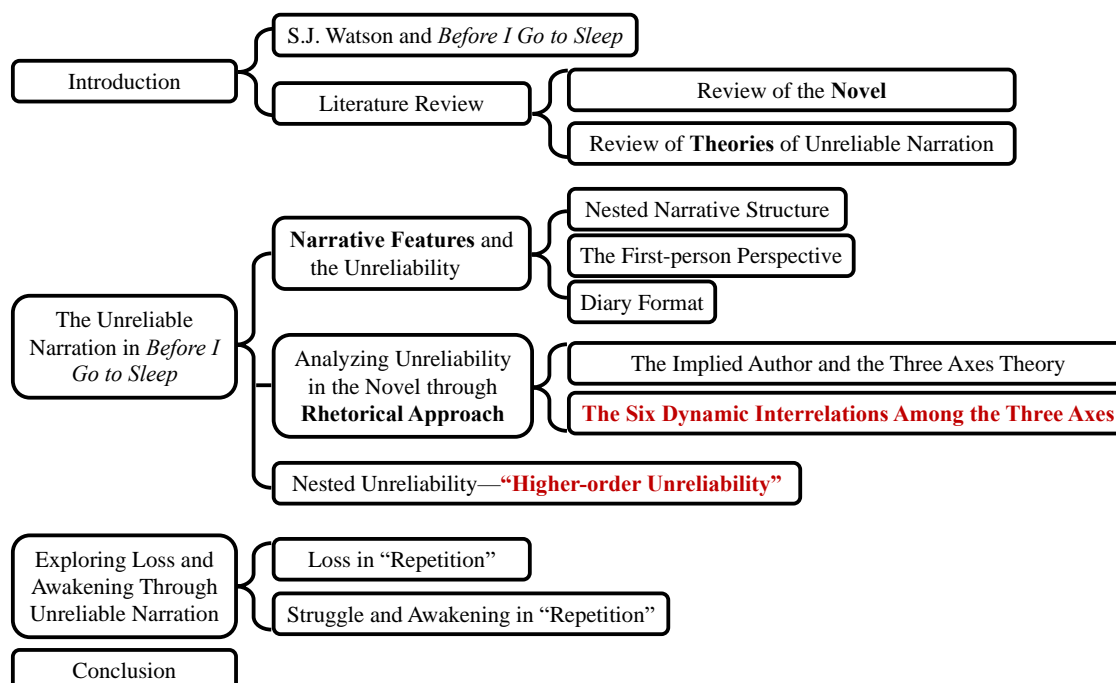 S.J. Watson and Before I Go to Sleep
Introduction
Literature Review
Review of the Novel
Review of Theories of Unreliable Narration
Narrative Features and
the Unreliability
Nested Narrative Structure
The First-person Perspective
Diary Format
The Unreliable
Narration in Before I
Go to Sleep
Analyzing Unreliability
in the Novel through
Rhetorical Approach
The Implied Author and the Three Axes Theory
The Six Dynamic Interrelations Among the Three Axes
Nested Unreliability—“Higher-order Unreliability”
Exploring Loss and
Awakening Through
Unreliable Narration
Loss in “Repetition”
Struggle and Awakening in “Repetition”
Conclusion